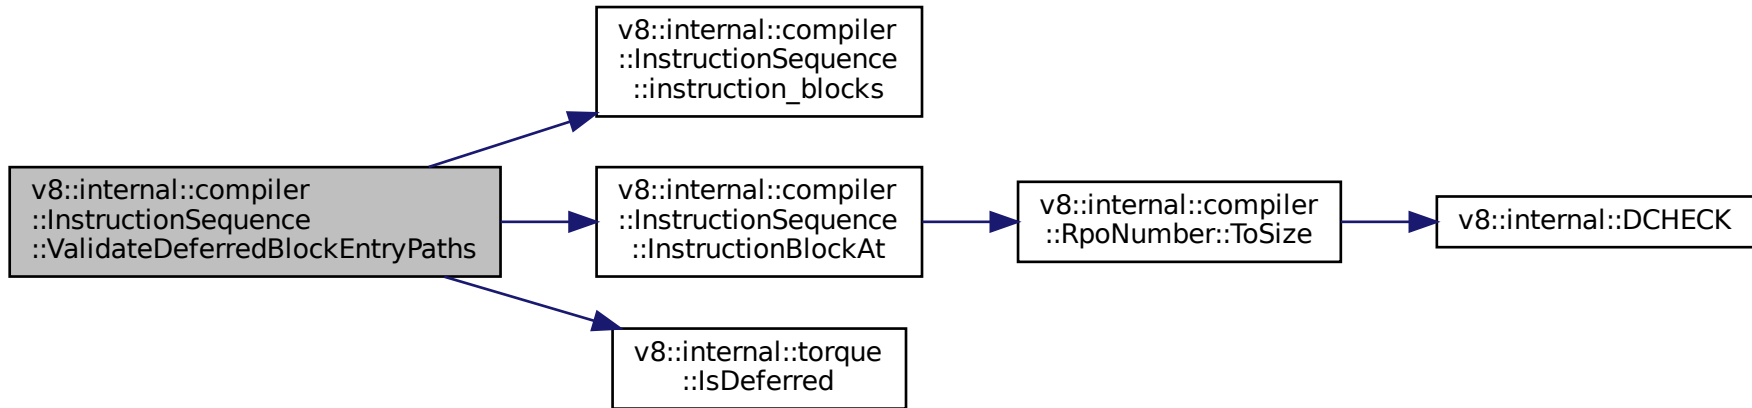 v8::internal::compiler
::InstructionSequence
::instruction_blocks
v8::internal::compiler
::InstructionSequence
::ValidateDeferredBlockEntryPaths
v8::internal::compiler
::InstructionSequence
::InstructionBlockAt
v8::internal::compiler
::RpoNumber::ToSize
v8::internal::DCHECK
v8::internal::torque
::IsDeferred